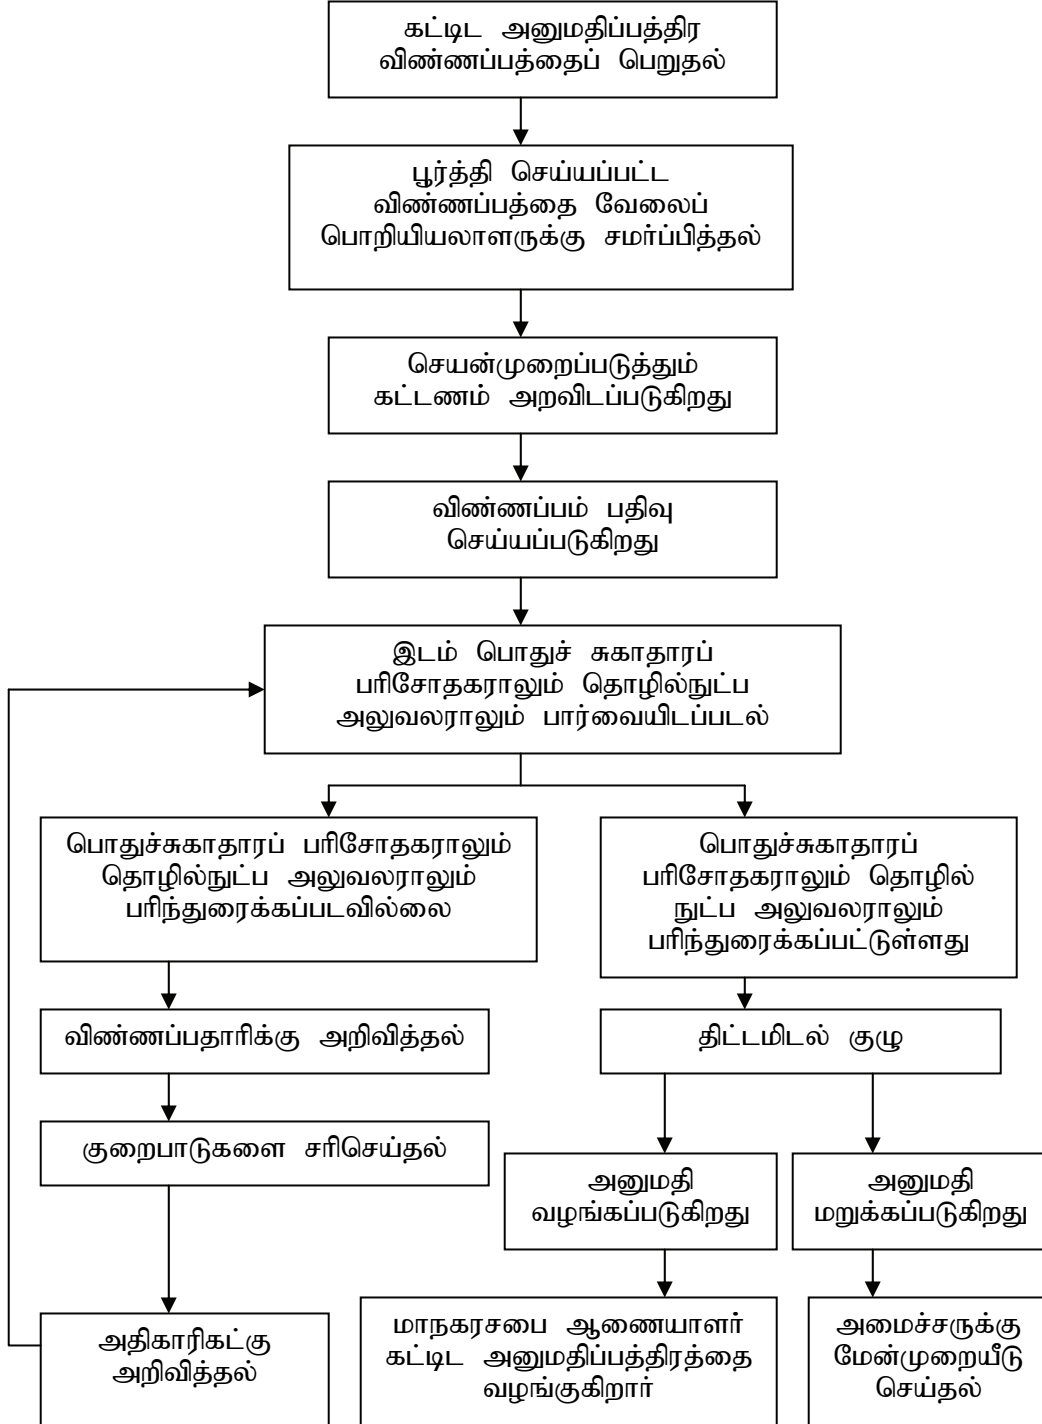 கட்டிட அனுமதிப்பத்திர
விண்ணப்பத்தைப் பெறுதல்
பூர்த்தி செய்யப்பட்ட
விண்ணப்பத்தை வேலைப்
பொறியியலாளருக்கு சமர்ப்பித்தல்
செயன்முறைப்படுத்தும்
கட்டணம் அறவிடப்படுகிறது
விண்ணப்பம் பதிவு
செய்யப்படுகிறது
இடம் பொதுச் சுகாதாரப்
பரிசோதகராலும் தொழில்நுட்ப
அலுவலராலும் பார்வையிடப்படல்
பொதுச்சுகாதாரப் பரிசோதகராலும்
தொழில்நுட்ப அலுவலராலும்
பரிந்துரைக்கப்படவில்லை
பொதுச்சுகாதாரப்
பரிசோதகராலும் தொழில்
நுட்ப அலுவலராலும்
பரிந்துரைக்கப்பட்டுள்ளது
விண்ணப்பதாரிக்கு அறிவித்தல்
திட்டமிடல் குழு
குறைபாடுகளை சரிசெய்தல்
அனுமதி
வழங்கப்படுகிறது
அனுமதி
மறுக்கப்படுகிறது
அதிகாரிகட்கு
அறிவித்தல்
மாநகரசபை ஆணையாளர்
கட்டிட அனுமதிப்பத்திரத்தை
வழங்குகிறார்
அமைச்சருக்கு
மேன்முறையீடு
செய்தல்